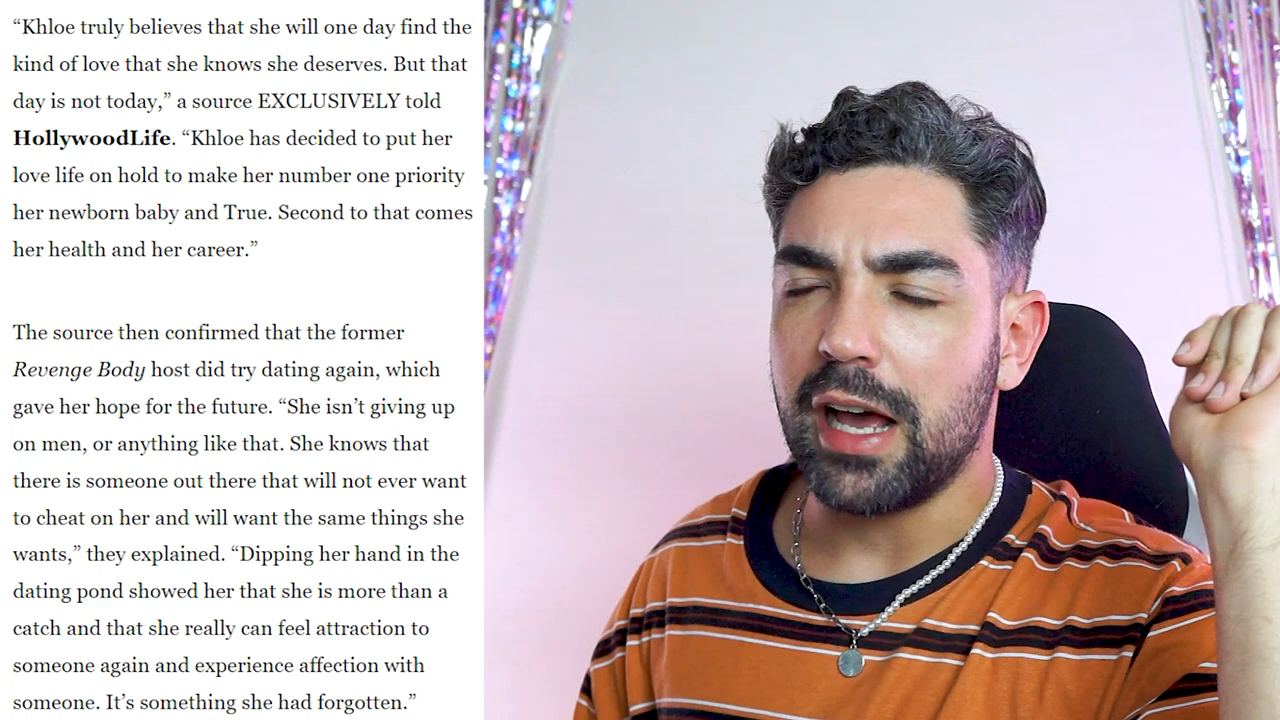 “Khloe truly believes that she will one day find the
kind of love that she knows she deserves. But that
day is not today,” a source EXCLUSIVELY told
HollywoodLife. “Khloe has decided to put her
love life on hold to make her number one priority
her newborn baby and True. Second to that comes
her health and her career.”
The source then confirmed that the former
Revenge Body host did try dating again, which
gave her hope for the future. “She isn’t giving up
on men, or anything like that. She knows that
there is someone out there that will not ever want
to cheat on her and will want the same things she
wants,” they explained. “Dipping her hand in the
dating pond showed her that she is more than a
catch and that she really can feel attraction to
someone again and experience affection with
someone. It’s something she had forgotten.”